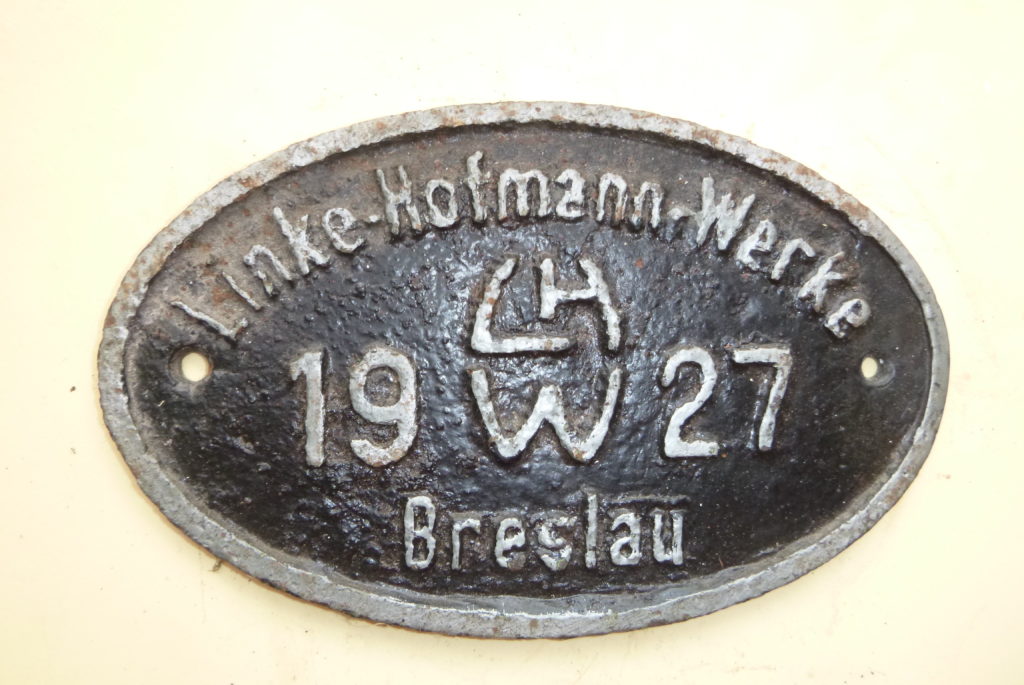 Linke-Hofmann-Werke
LH
19 W 27
Breslau